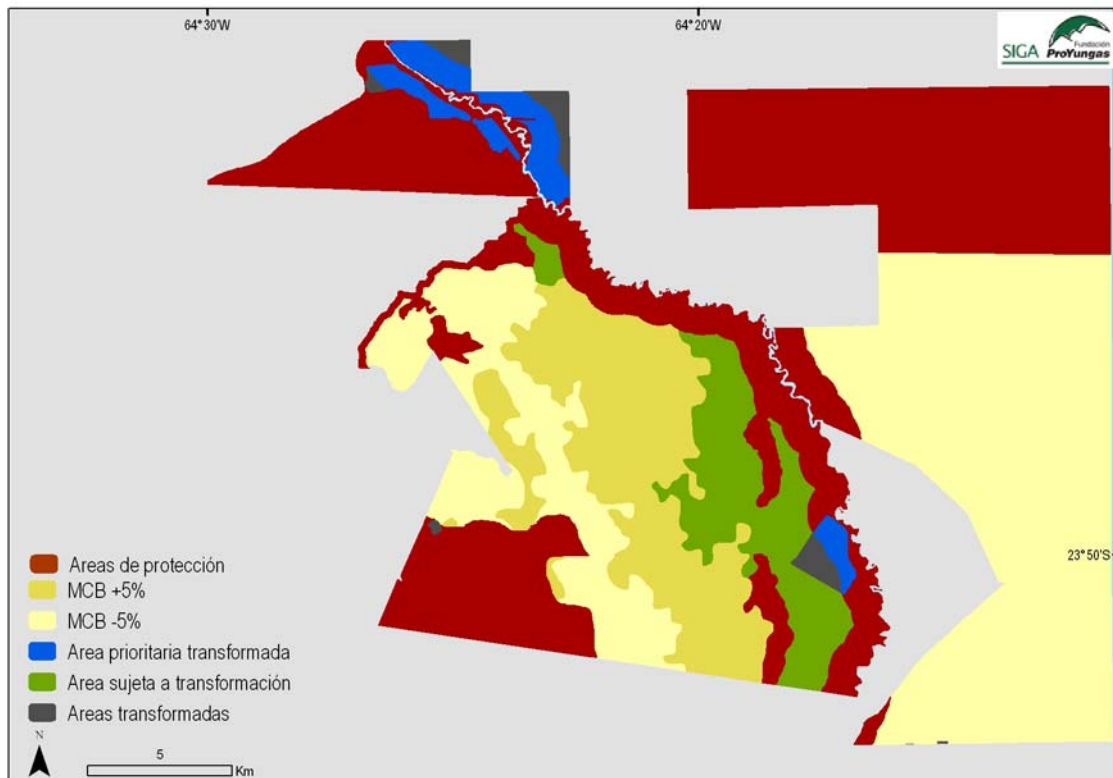 64° 30'W
64° 20'W
SIGA
Fundación
ProYungas
23° 50'S
Areas de protección
MCB +5%
MCB -5%
Area prioritaria transformada
Area sujeta a transformación
Areas transformadas
N
5
Km